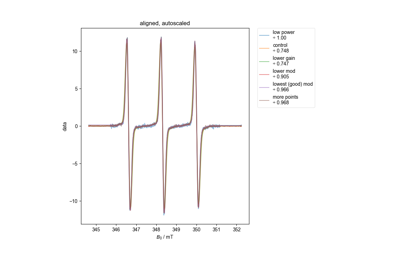 aligned, autoscaled
low power
÷ 1.00
control
÷ 0.748
lower gain
÷ 0.747
lower mod
÷ 0.905
lowest (good) mod
÷ 0.966
more points
÷ 0.968
data
10
5
0
−5
−10
345
346
347
348
349
350
351
352
B₀ / mT